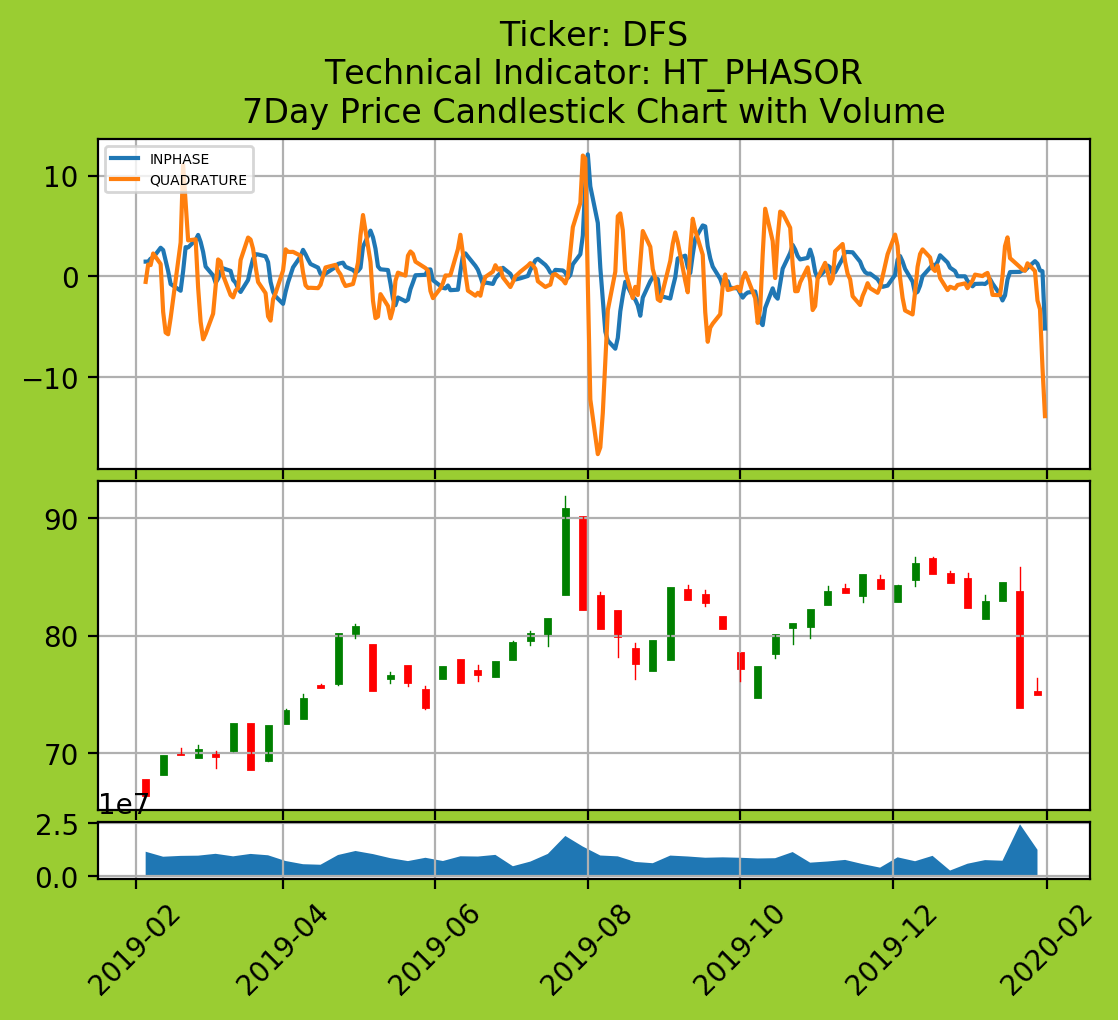 Ticker: DFS
Technical Indicator: HT_PHASOR
7Day Price Candlestick Chart with Volume
INPHASE
QUADRATURE
10
0
−10
90
80
70
1e7
2.5
0.0
2019-02
2019-04
2019-06
2019-08
2019-10
2019-12
2020-02